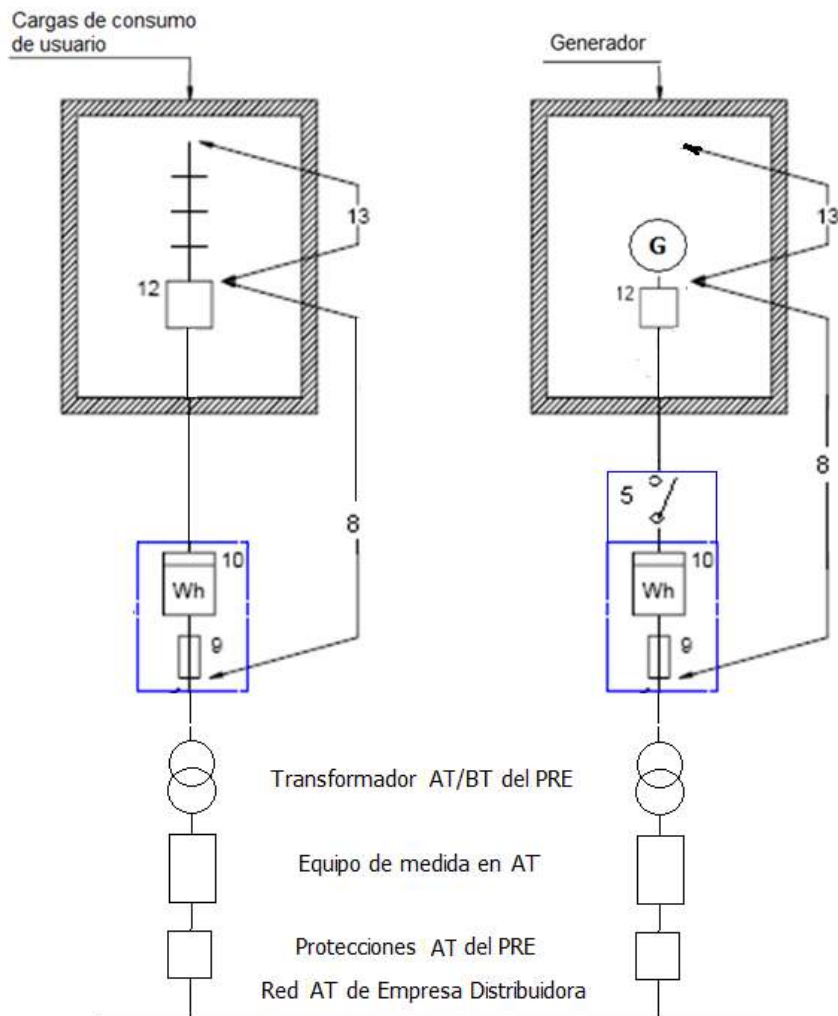 Cargas de consumo
de usuario
Generador
13
13
G
12
12
8
5
8
10
10
Wh
Wh
9
9
Transformador AT/BT del PRE
Equipo de medida en AT
Protecciones AT del PRE
Red AT de Empresa Distribuidora